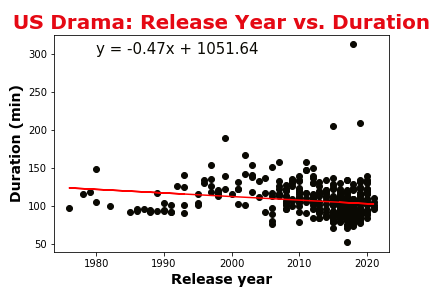 US Drama: Release Year vs. Duration
y = -0.47x + 1051.64
300
250
200
150
100
50
Duration (min)
1980 1990 2000 2010 2020
Release year